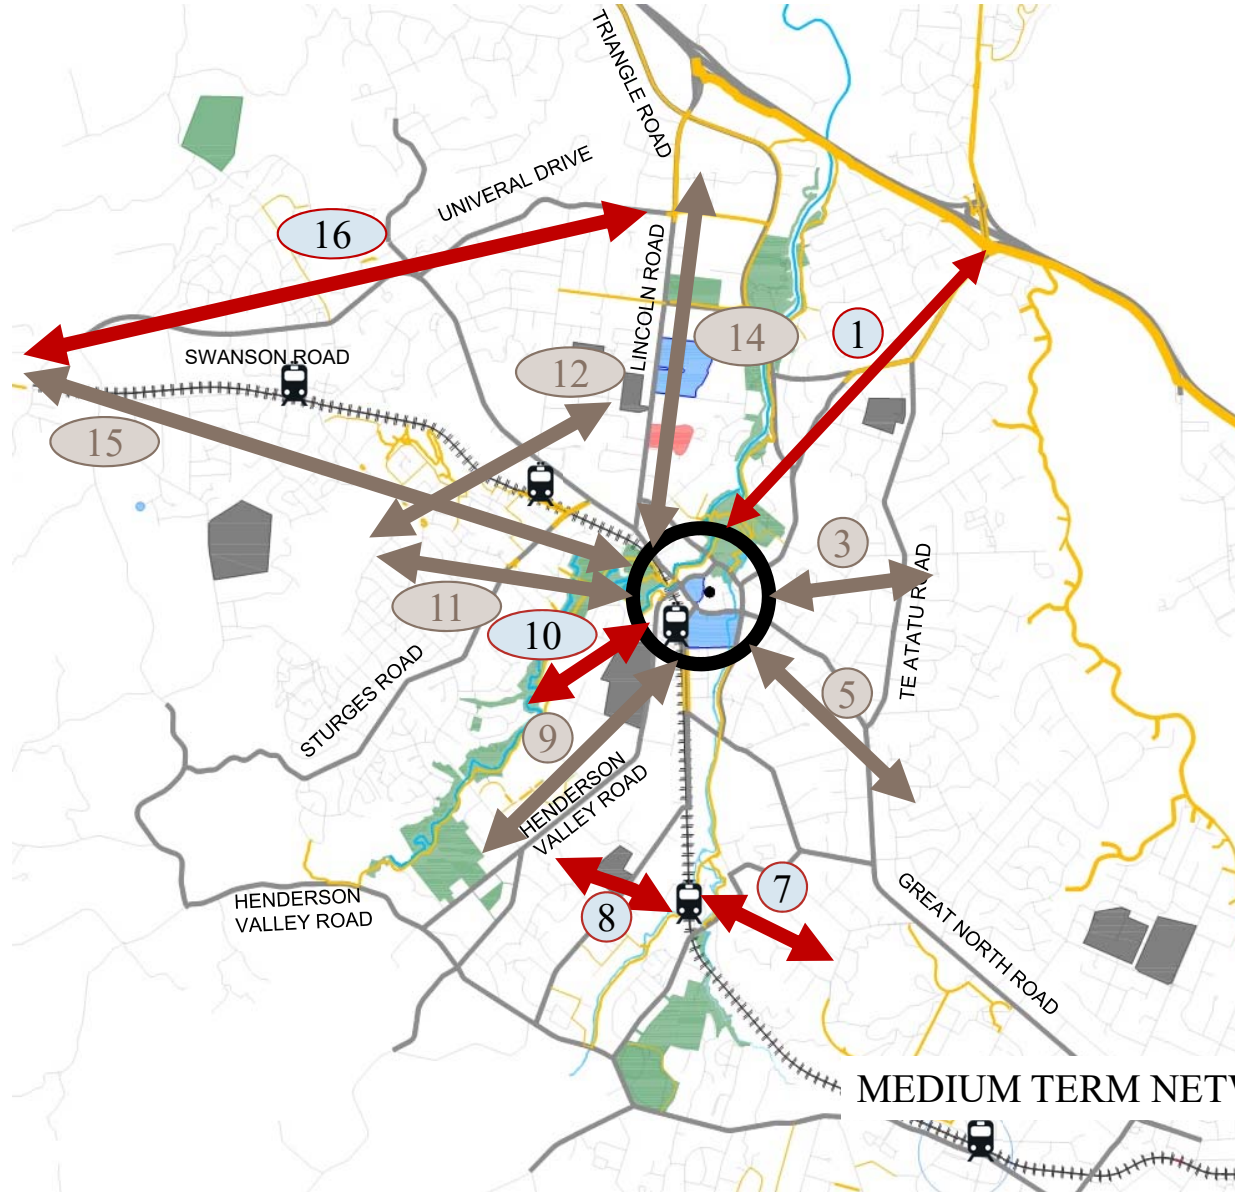 TRIANGLE ROAD
UNIVERAL DRIVE
16
LINCOLN ROAD
14
1
SWANSON ROAD
12
15
3
11
10
TE ATATU ROAD
STURGES ROAD
5
9
HENDERSON
VALLEY ROAD
7
8
HENDERSON
VALLEY ROAD
GREAT NORTH ROAD
MEDIUM TERM NETW